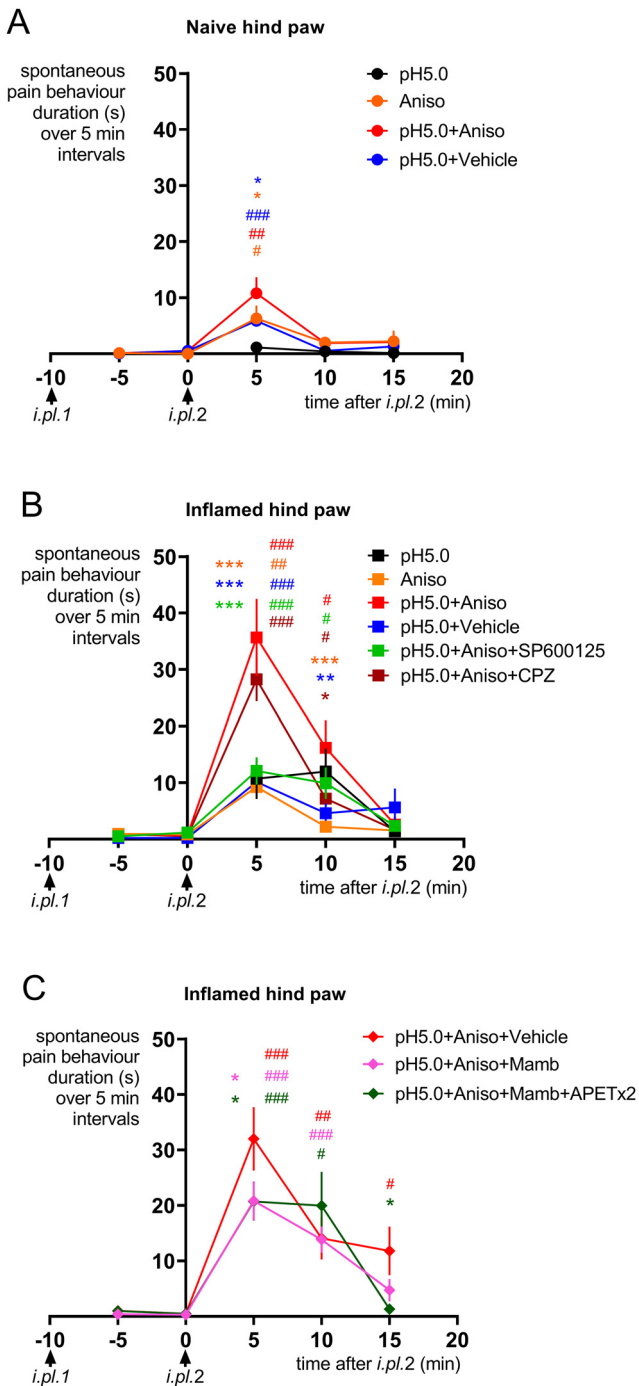 A
Naive hind paw
spontaneous
pain behaviour
duration (s)
over 5 min
intervals
50
40
30
20
10
pH5.0
Aniso
pH5.0+Aniso
pH5.0+Vehicle
*
*
###
##
#
-10
-5
0
5
10
15
20
i.pl.1
i.pl.2
time after i.pl.2 (min)
B
Inflamed hind paw
spontaneous
pain behaviour
duration (s)
over 5 min
intervals
50
40
30
20
10
pH5.0
Aniso
pH5.0+Aniso
pH5.0+Vehicle
pH5.0+Aniso+SP600125
pH5.0+Aniso+CPZ
###
*** ##
*** ###
*** ###
###
#
#
#
***
**
*
-10
-5
0
5
10
15
20
i.pl.1
i.pl.2
time after i.pl.2 (min)
C
Inflamed hind paw
spontaneous
pain behaviour
duration (s)
over 5 min
intervals
50
40
30
20
10
pH5.0+Aniso+Vehicle
pH5.0+Aniso+Mamb
pH5.0+Aniso+Mamb+APETx2
###
* ###
* ###
##
###
#
#
*
-10
-5
0
5
10
15
20
i.pl.1
i.pl.2
time after i.pl.2 (min)